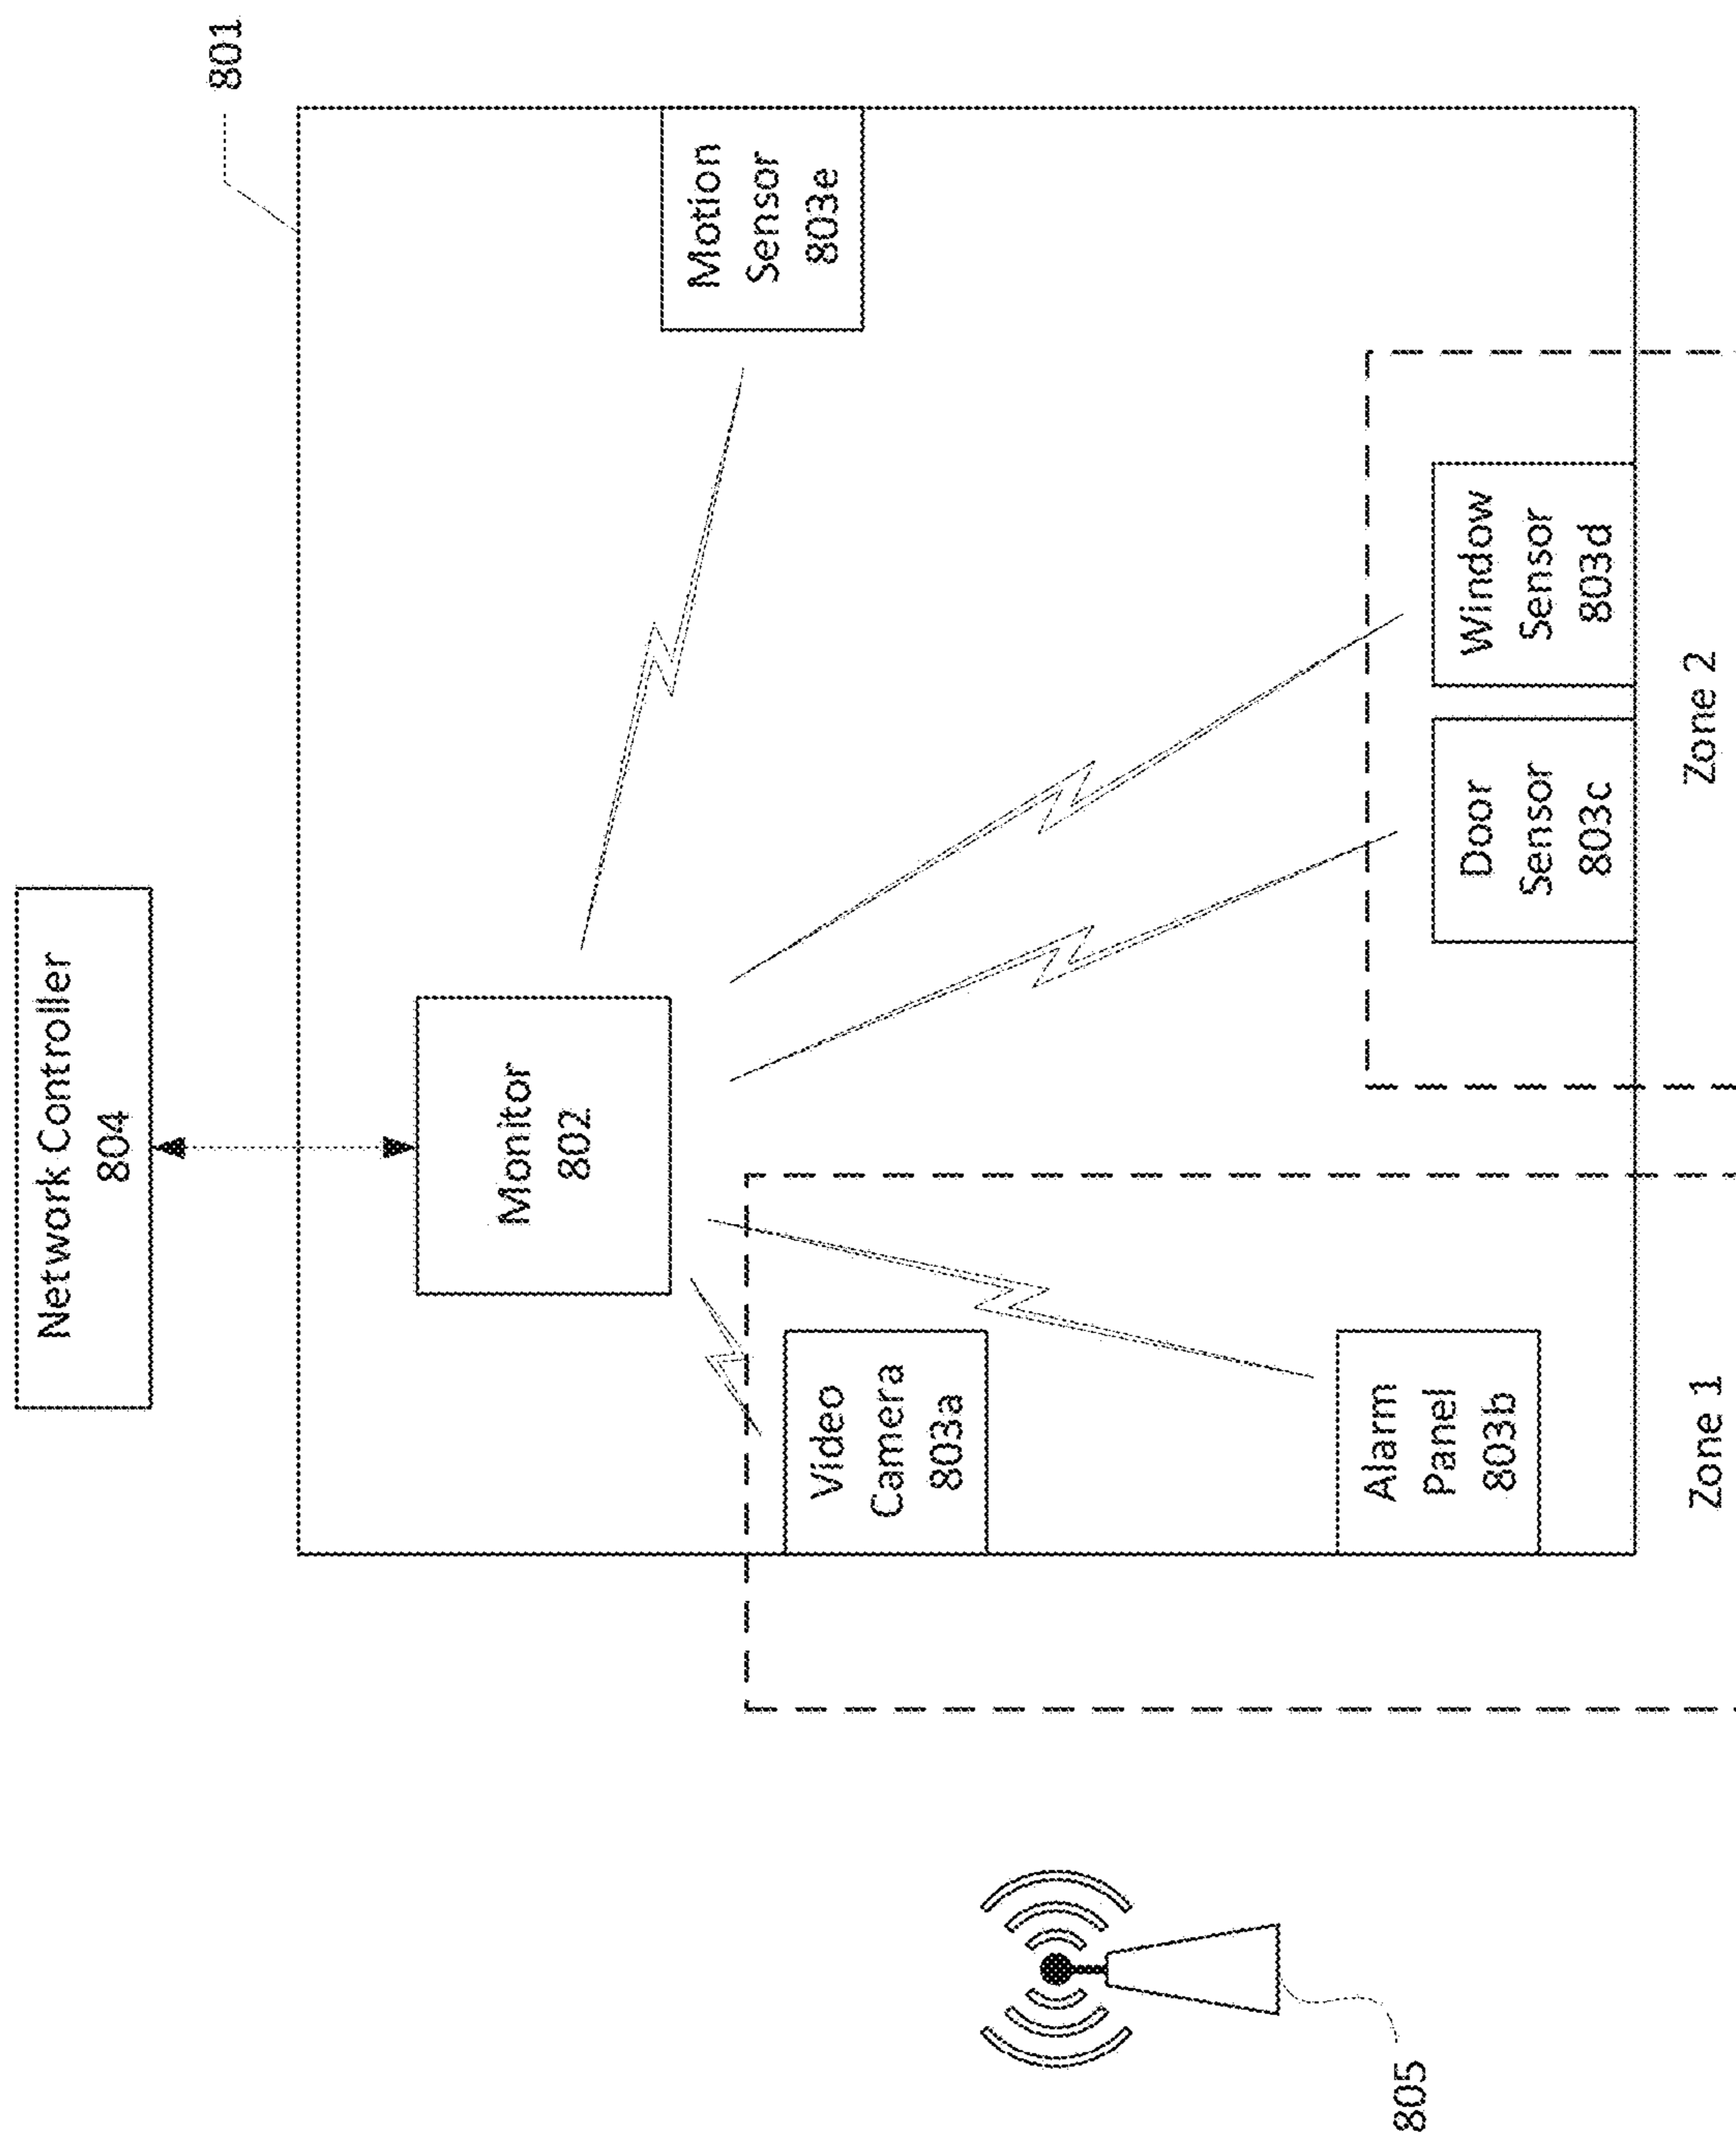 Network Controller
804
801
Monitor
802
Motion
Sensor
803e
Video
Camera
803a
Alarm
Panel
803b
Door
Sensor
803c
Window
Sensor
803d
Zone 1
Zone 2
805